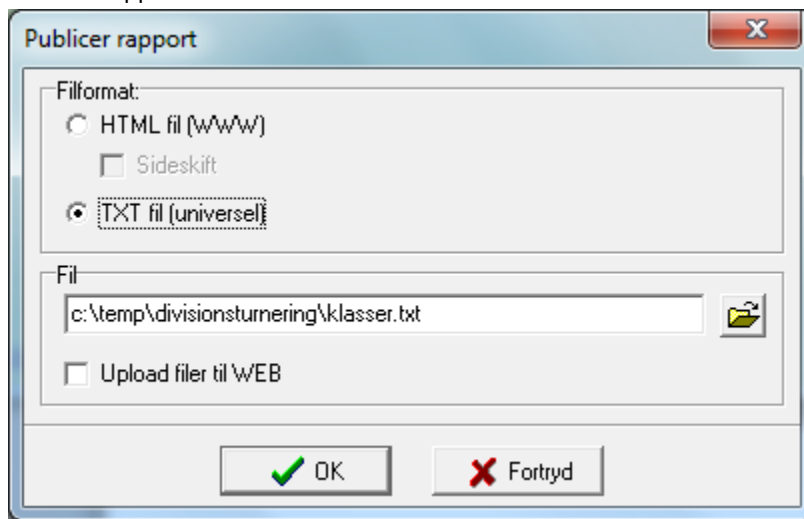 Publicer rapport
Filformat:
HTML fil (WWW)
Sideskift
TXT fil (universel)
Fil
c:\temp\divisionsturnering\klasser.txt
Upload filer til WEB
OK
Fortryd